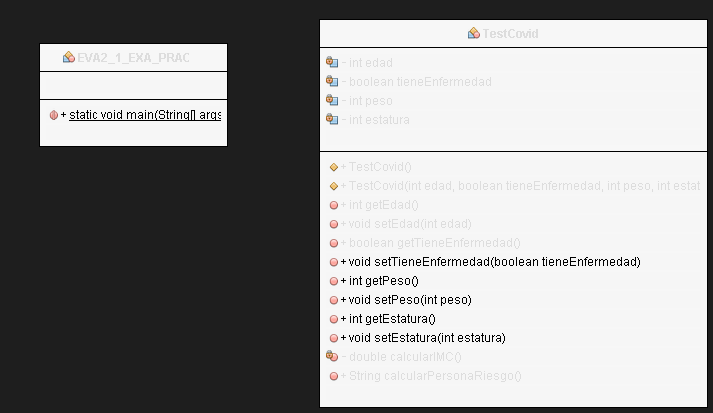 EVA2_1_EXA_PRAC
+ static void main(String[] args
TestCovid
- int edad
- boolean tieneEnfermedad
- int peso
- int estatura
+ TestCovid()
+ TestCovid(int edad, boolean tieneEnfermedad, int peso, int estat
+ int getEdad()
+ void setEdad(int edad)
+ boolean getTieneEnfermedad()
+ void setTieneEnfermedad(boolean tieneEnfermedad)
+ int getPeso()
+ void setPeso(int peso)
+ int getEstatura()
+ void setEstatura(int estatura)
- double calcularIMC()
+ String calcularPersonaRiesgo()